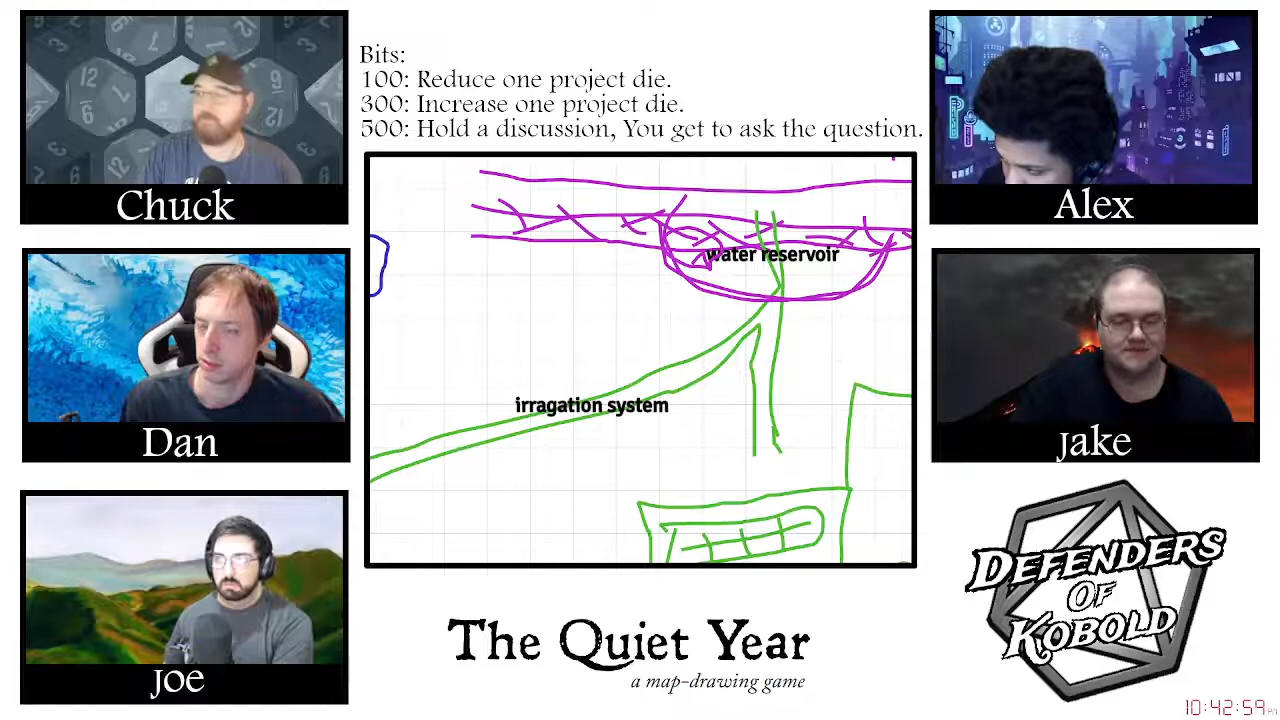 Bits:
100: Reduce one project die.
300: Increase one project die.
500: Hold a discussion, You get to ask the question.
Chuck
Alex
water reservoir
irragation system
Dan
Jake
Joe
The Quiet Year
a map-drawing game
DEFENDERS
OF
KOBOLD
10:42:59 PM